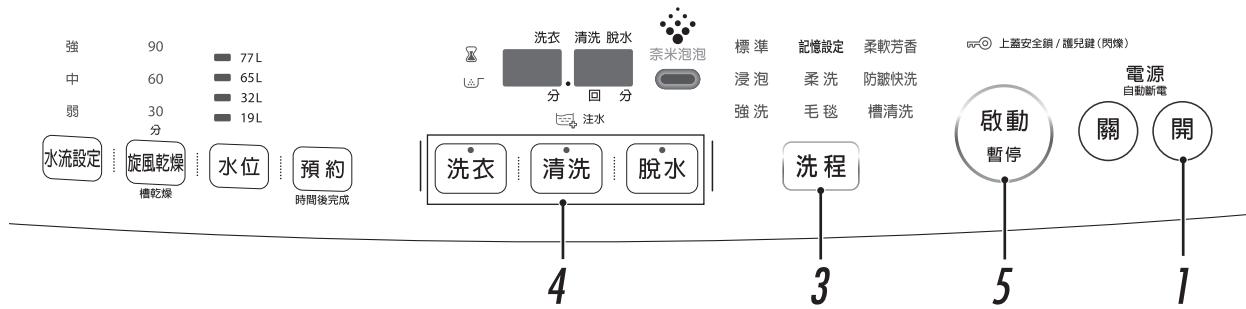 強 90
77L
中 60
65L
32L
弱 30
19L
分
水流設定
旋風乾燥
槽乾燥
水位
預約
時間後完成
洗衣 清洗 脫水
分 回 分
注水
奈米泡泡
洗衣
清洗
脫水
標準 記憶設定 柔軟芳香
浸泡 柔洗 防皺快洗
強洗 毛毯 槽清洗
洗程
上蓋安全鎖/護兒鍵(閃爍)
啟動
暫停
電源
自動斷電
關
開
4
3
5
1